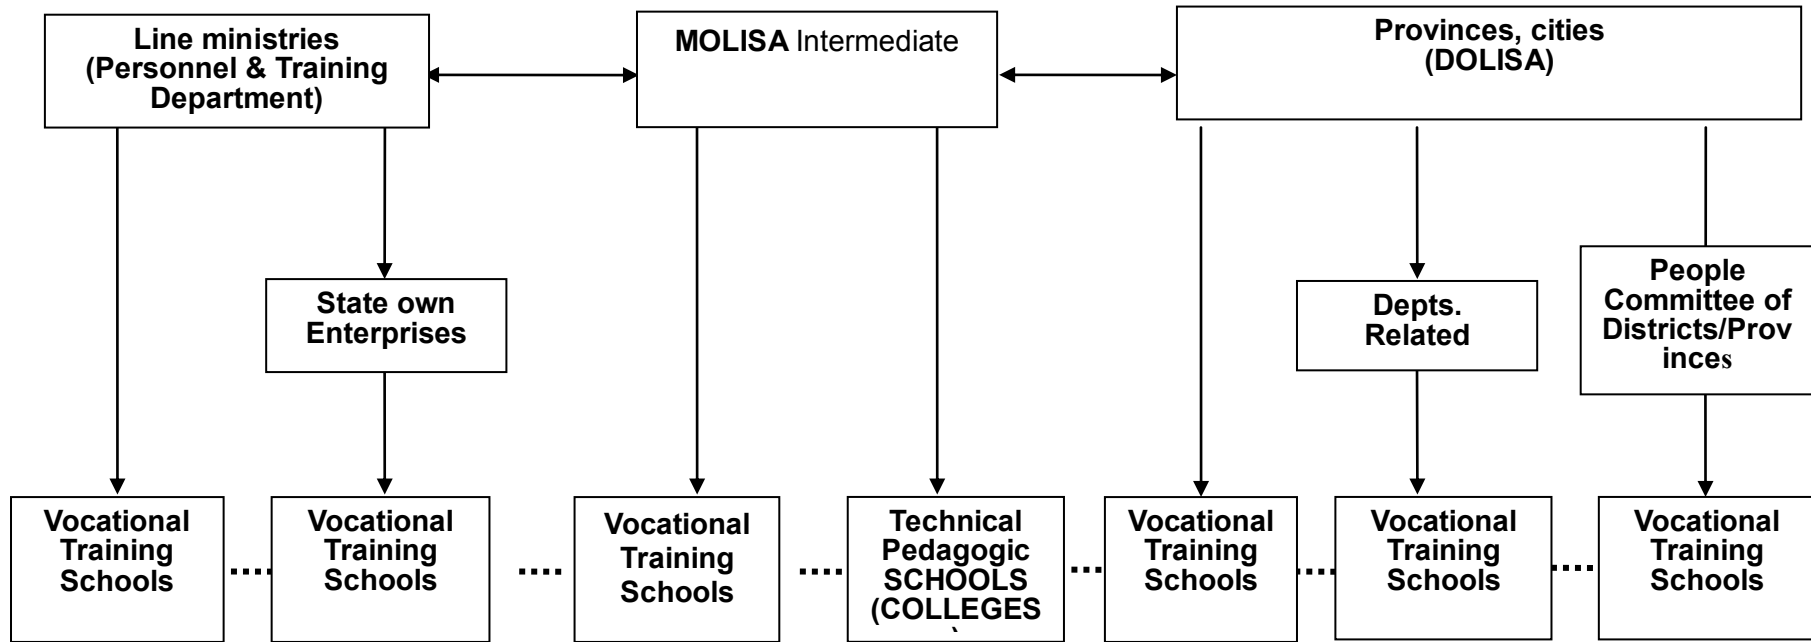 Line ministries
(Personnel & Training
Department)
MOLISA Intermediate
Provinces, cities
(DOLISA)
State own
Enterprises
Depts.
Related
People
Committee of
Districts/Prov
inces
Vocational
Training
Schools
Vocational
Training
Schools
Vocational
Training
Schools
Technical
Pedagogic
SCHOOLS
(COLLEGES
)
Vocational
Training
Schools
Vocational
Training
Schools
Vocational
Training
Schools